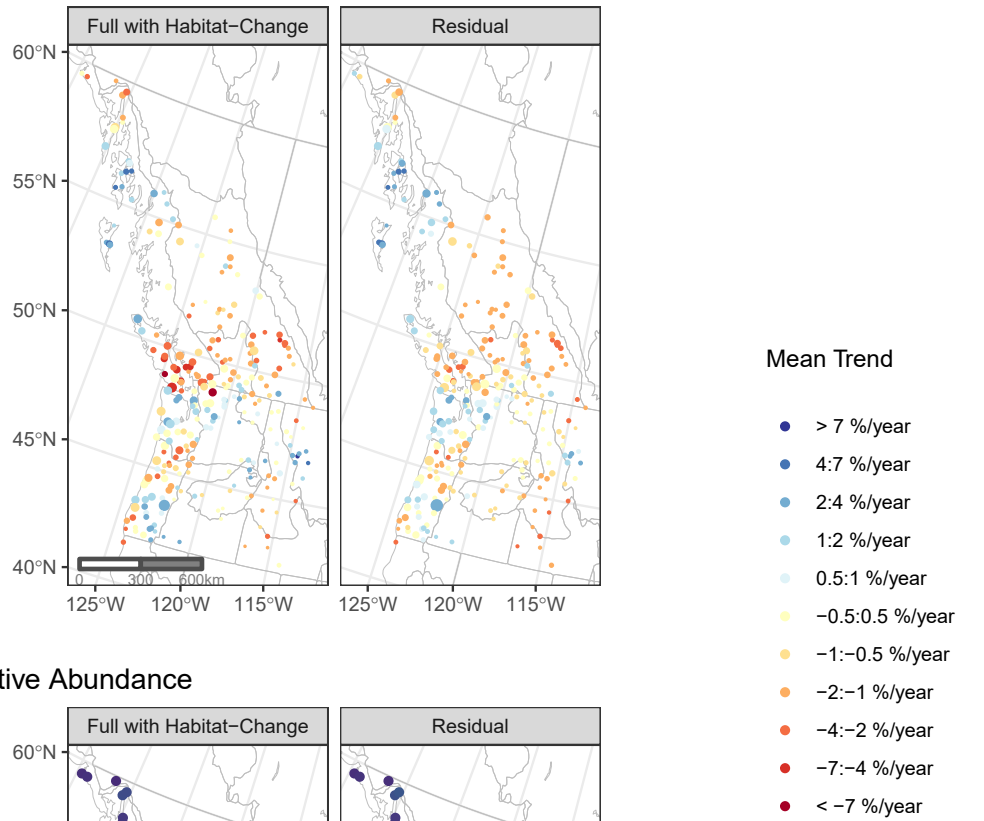 Full with Habitat−Change
Residual
60°N
55°N
50°N
45°N
40°N
0 300 600km
125°W 120°W 115°W 125°W 120°W 115°W
Mean Trend
> 7 %/year
4:7 %/year
2:4 %/year
1:2 %/year
0.5:1 %/year
−0.5:0.5 %/year
−1:−0.5 %/year
−2:−1 %/year
−4:−2 %/year
−7:−4 %/year
< −7 %/year
tive Abundance
Full with Habitat−Change
Residual
60°N